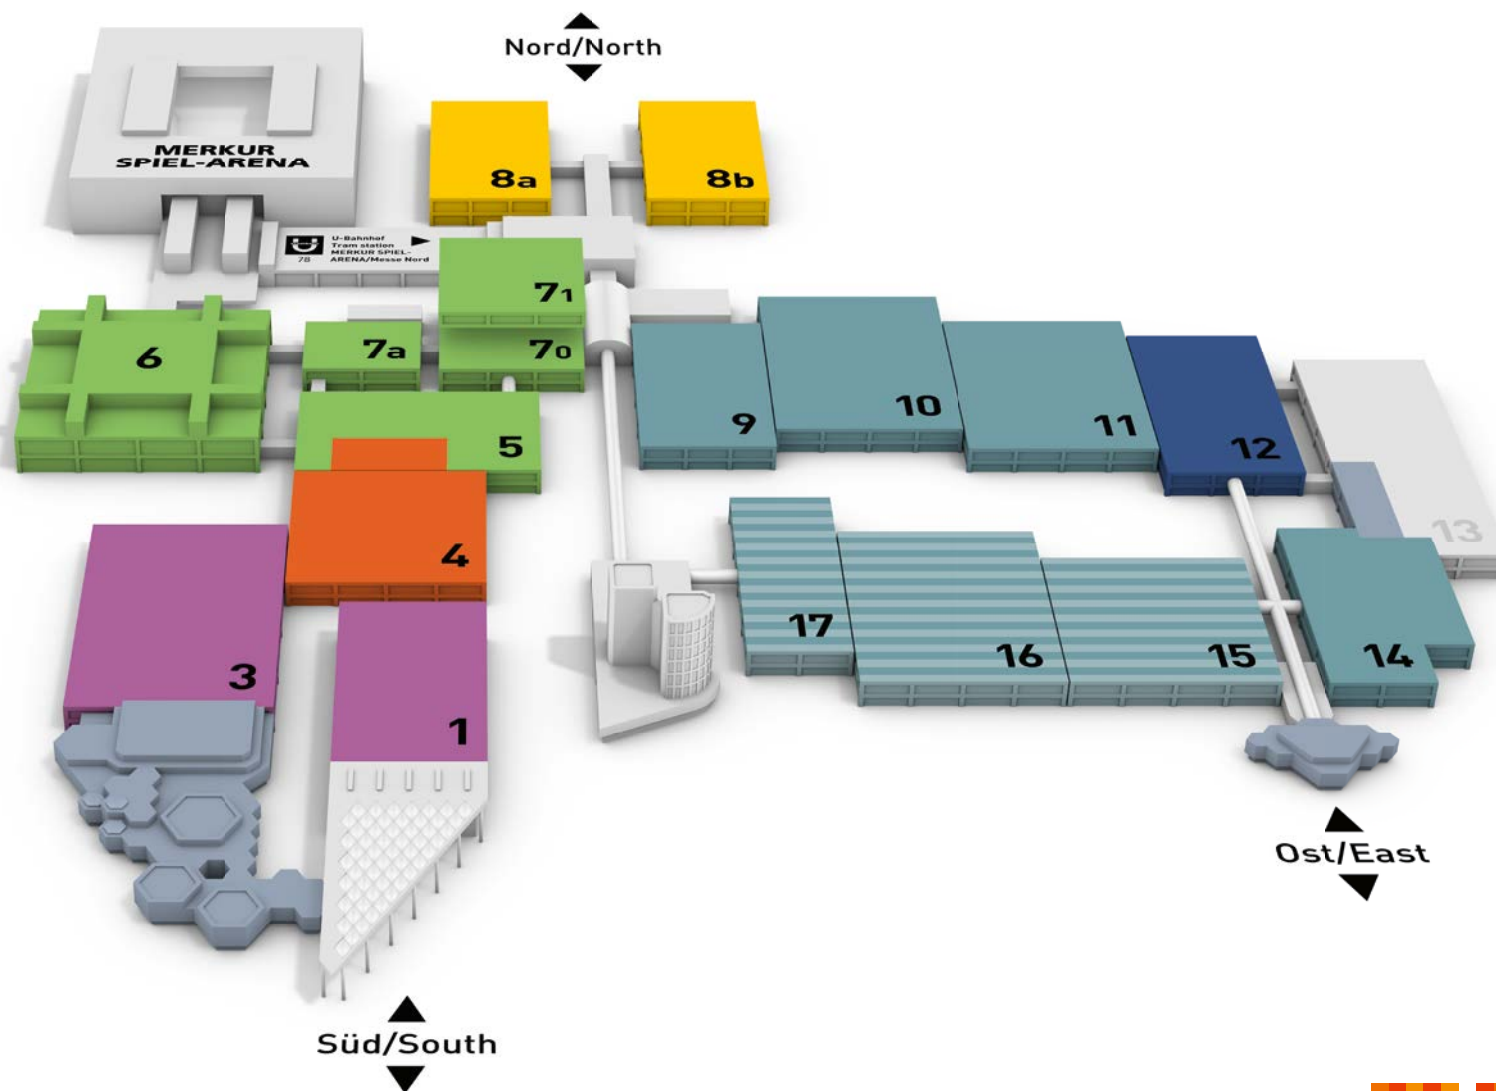 Nord/North
MERKUR
SPIEL-ARENA
8a
8b
U
78
U-Bahnhof
Tram station
MERKUR SPIEL-
ARENA/Messe Nord
71
6
7a
70
9
10
11
12
5
13
4
17
16
15
14
3
1
Ost/East
Süd/South